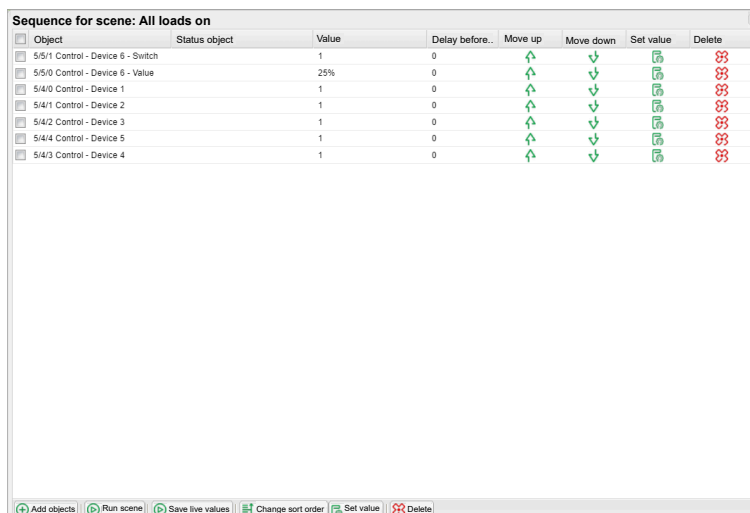 Sequence for scene: All loads on
Object Status object Value Delay before.. Move up Move down Set value Delete
5/5/1 Control - Device 6 - Switch 1 0
5/5/0 Control - Device 6 - Value 25% 0
5/4/0 Control - Device 1 1 0
5/4/1 Control - Device 2 1 0
5/4/2 Control - Device 3 1 0
5/4/4 Control - Device 5 1 0
5/4/3 Control - Device 4 1 0
Add objects Run scene Save live values Change sort order Set value Delete